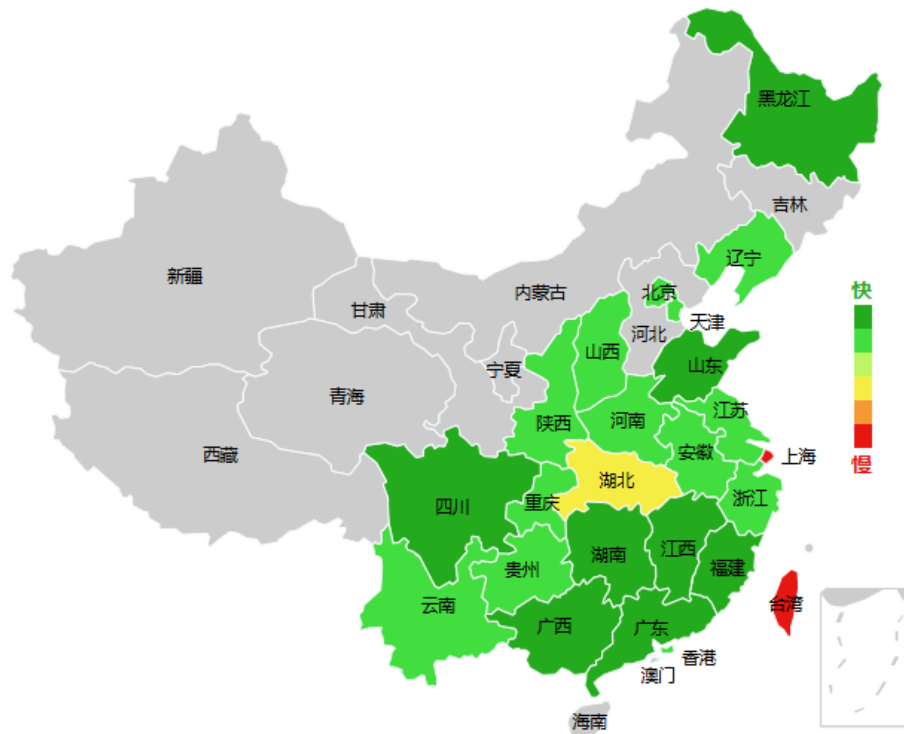 黑龙江
吉林
辽宁
新疆
内蒙古
北京
快
甘肃
天津
河北
山西
山东
宁夏
青海
江苏
陕西
河南
安徽
西藏
上海
慢
湖北
浙江
重庆
四川
江西
湖南
福建
贵州
云南
台湾
广西
广东
香港
澳门
海南